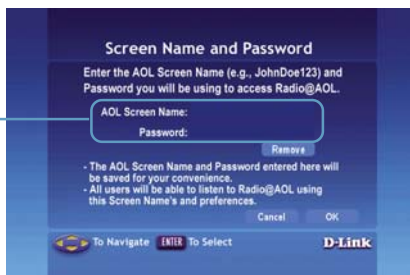 Screen Name and Password
Enter the AOL Screen Name (e.g., JohnDoe123) and
Password you will be using to access Radio@AOL.
AOL Screen Name:
Password:
Remove
- The AOL Screen Name and Password entered here will
be saved for your convenience.
- All users will be able to listen to Radio@AOL using
this Screen Name's and preferences.
Cancel OK
To Navigate ENTER To Select D-Link